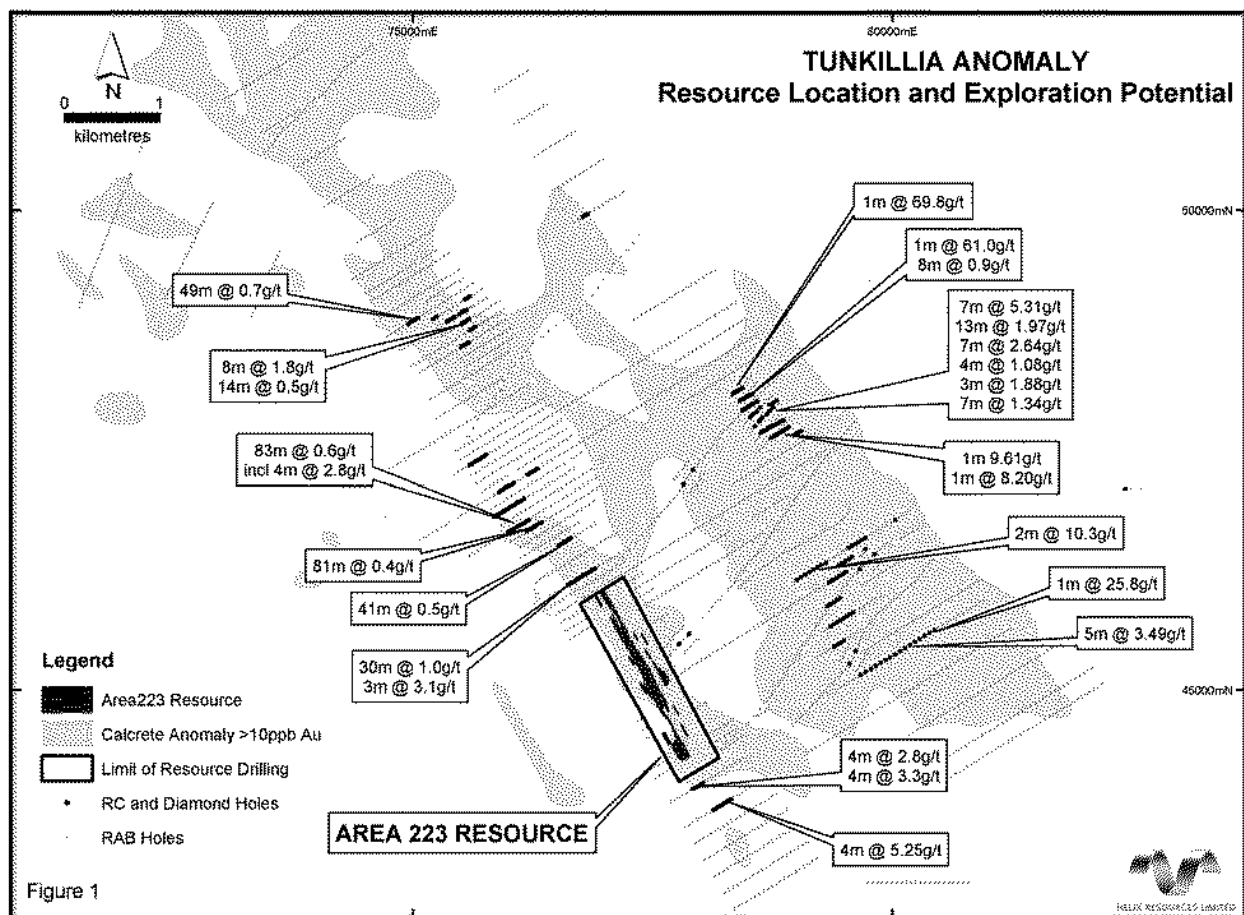 75000mE
80000mE
N
0 1
kilometres
TUNKILLIA ANOMALY
Resource Location and Exploration Potential
50000mN
1m @ 69.8g/t
1m @ 61.0g/t
8m @ 0.9g/t
49m @ 0.7g/t
7m @ 5.31g/t
13m @ 1.97g/t
7m @ 2.64g/t
4m @ 1.08g/t
3m @ 1.88g/t
7m @ 1.34g/t
8m @ 1.8g/t
14m @ 0.5g/t
83m @ 0.6g/t
incl 4m @ 2.8g/t
1m 9.61g/t
1m @ 8.20g/t
2m @ 10.3g/t
81m @ 0.4g/t
1m @ 25.8g/t
41m @ 0.5g/t
5m @ 3.49g/t
30m @ 1.0g/t
3m @ 3.1g/t
45000mN
Legend
Area223 Resource
Calcrete Anomaly >10ppb Au
Limit of Resource Drilling
RC and Diamond Holes
RAB Holes
4m @ 2.8g/t
4m @ 3.3g/t
AREA 223 RESOURCE
4m @ 5.25g/t
Figure 1
HELIX RESOURCES LIMITED